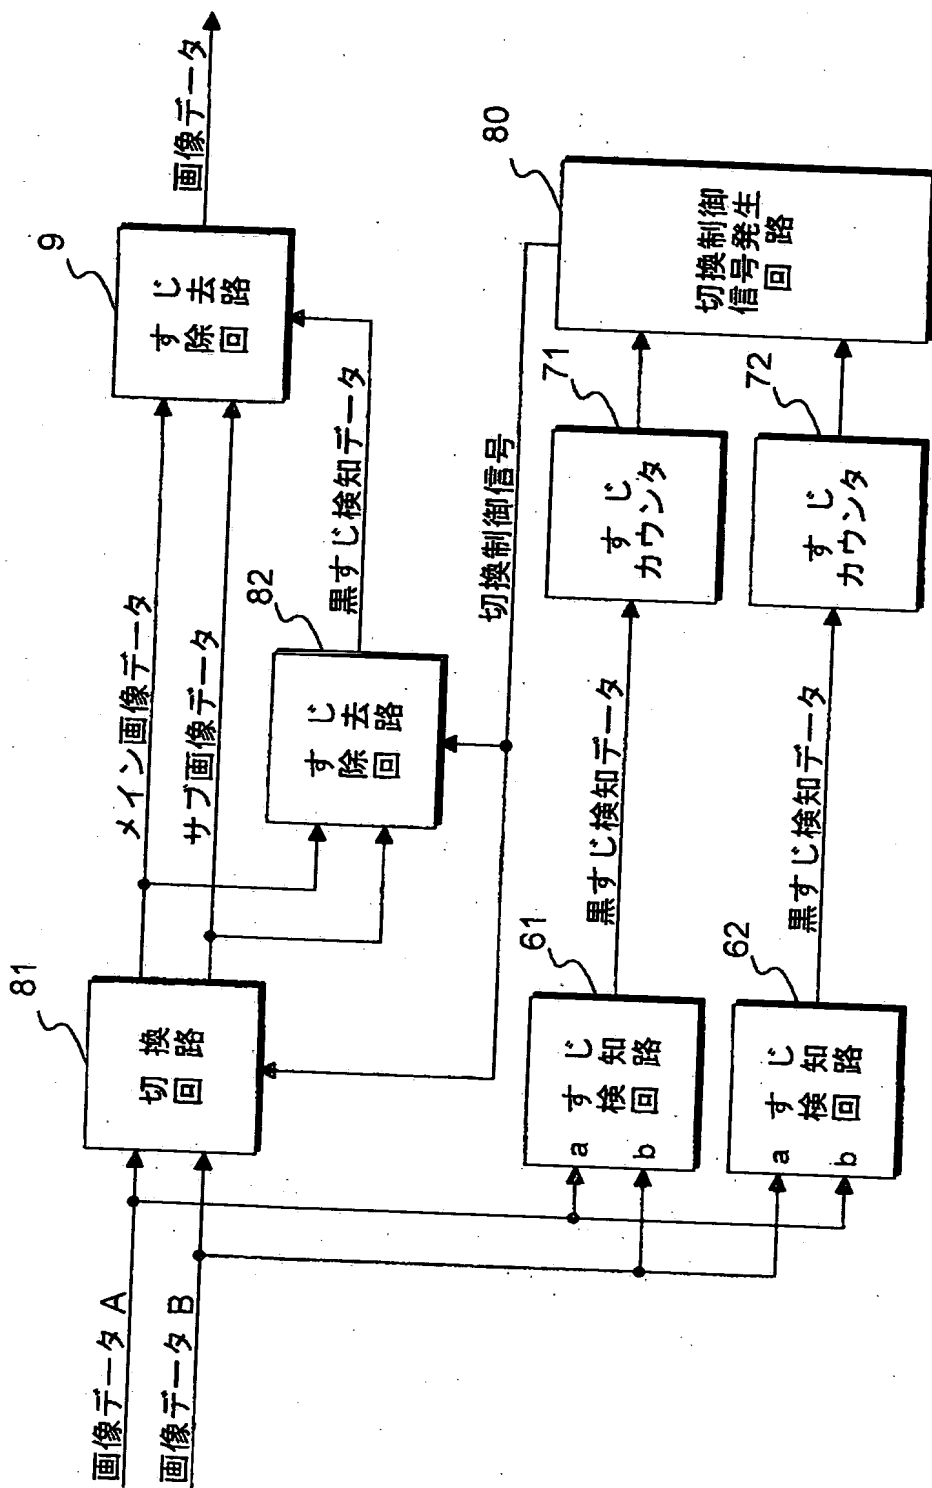 画像データ A
画像データ B
81
切 換
回 路
メイン画像データ
サブ画像データ
82
す じ
除 去
回 路
黒すじ検知データ
9
す じ
除 去
回 路
画像データ
切換制御信号
61
a
b
す じ
検 知
回 路
黒すじ検知データ
71
す じ
カウンタ
62
a
b
す じ
検 知
回 路
黒すじ検知データ
72
す じ
カウンタ
80
切換制御
信号発生
回 路